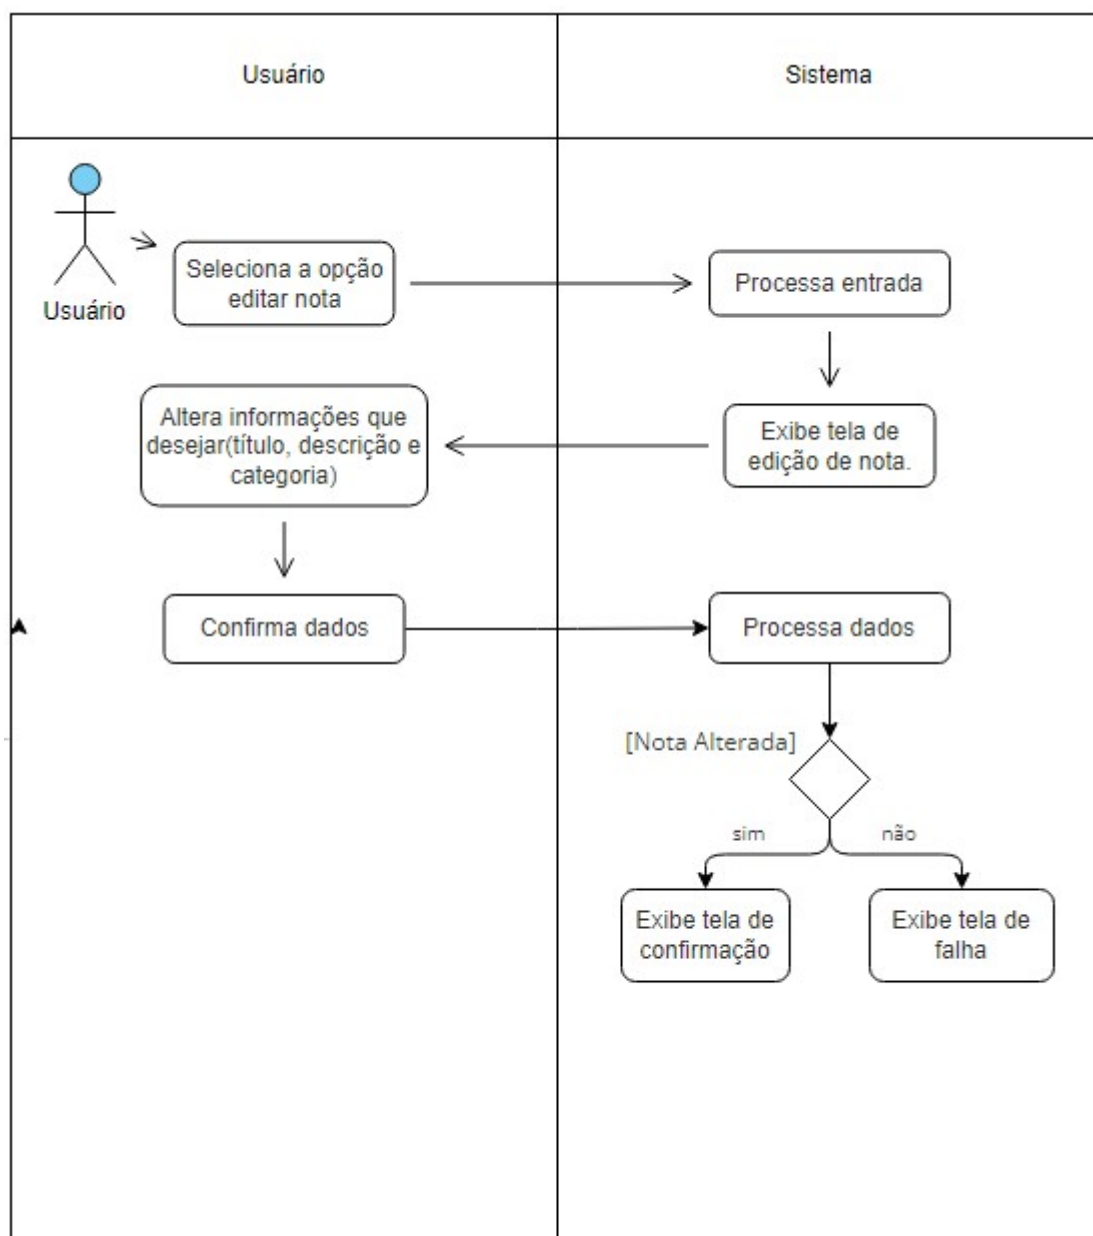 Usuário
Sistema
Usuário
Seleciona a opção
editar nota
Processa entrada
Altera informações que
desejar(título, descrição e
categoria)
Exibe tela de
edição de nota.
Confirma dados
Processa dados
[Nota Alterada]
sim
não
Exibe tela de
confirmação
Exibe tela de
falha